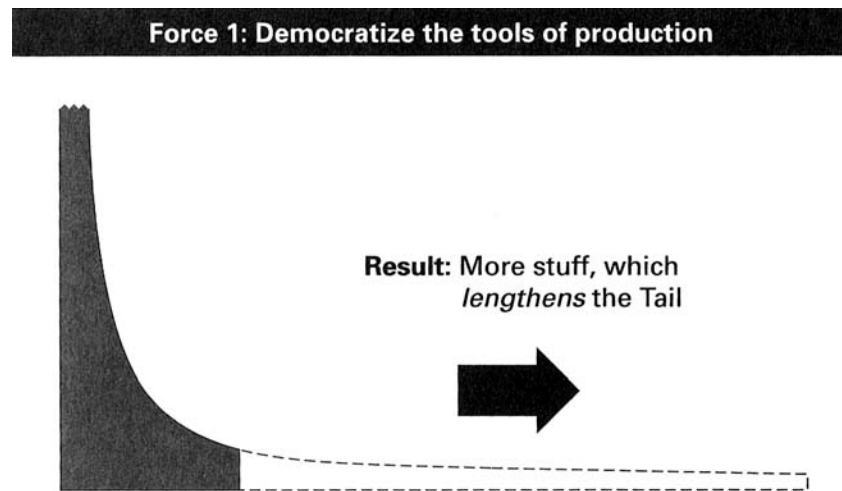 Force 1: Democratize the tools of production
Result: More stuff, which
lengthens the Tail